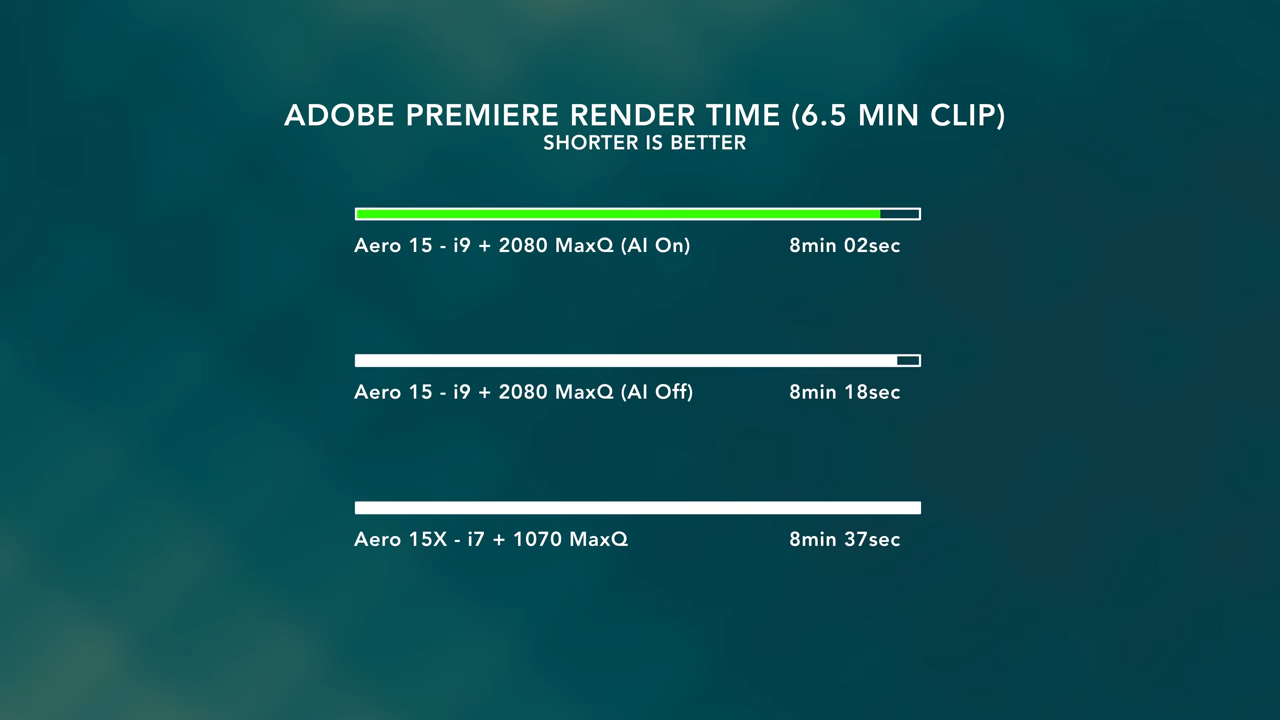 ADOBE PREMIERE RENDER TIME (6.5 MIN CLIP)
SHORTER IS BETTER
Aero 15 - i9 + 2080 MaxQ (AI On) 8min 02sec
Aero 15 - i9 + 2080 MaxQ (AI Off) 8min 18sec
Aero 15X - i7 + 1070 MaxQ 8min 37sec